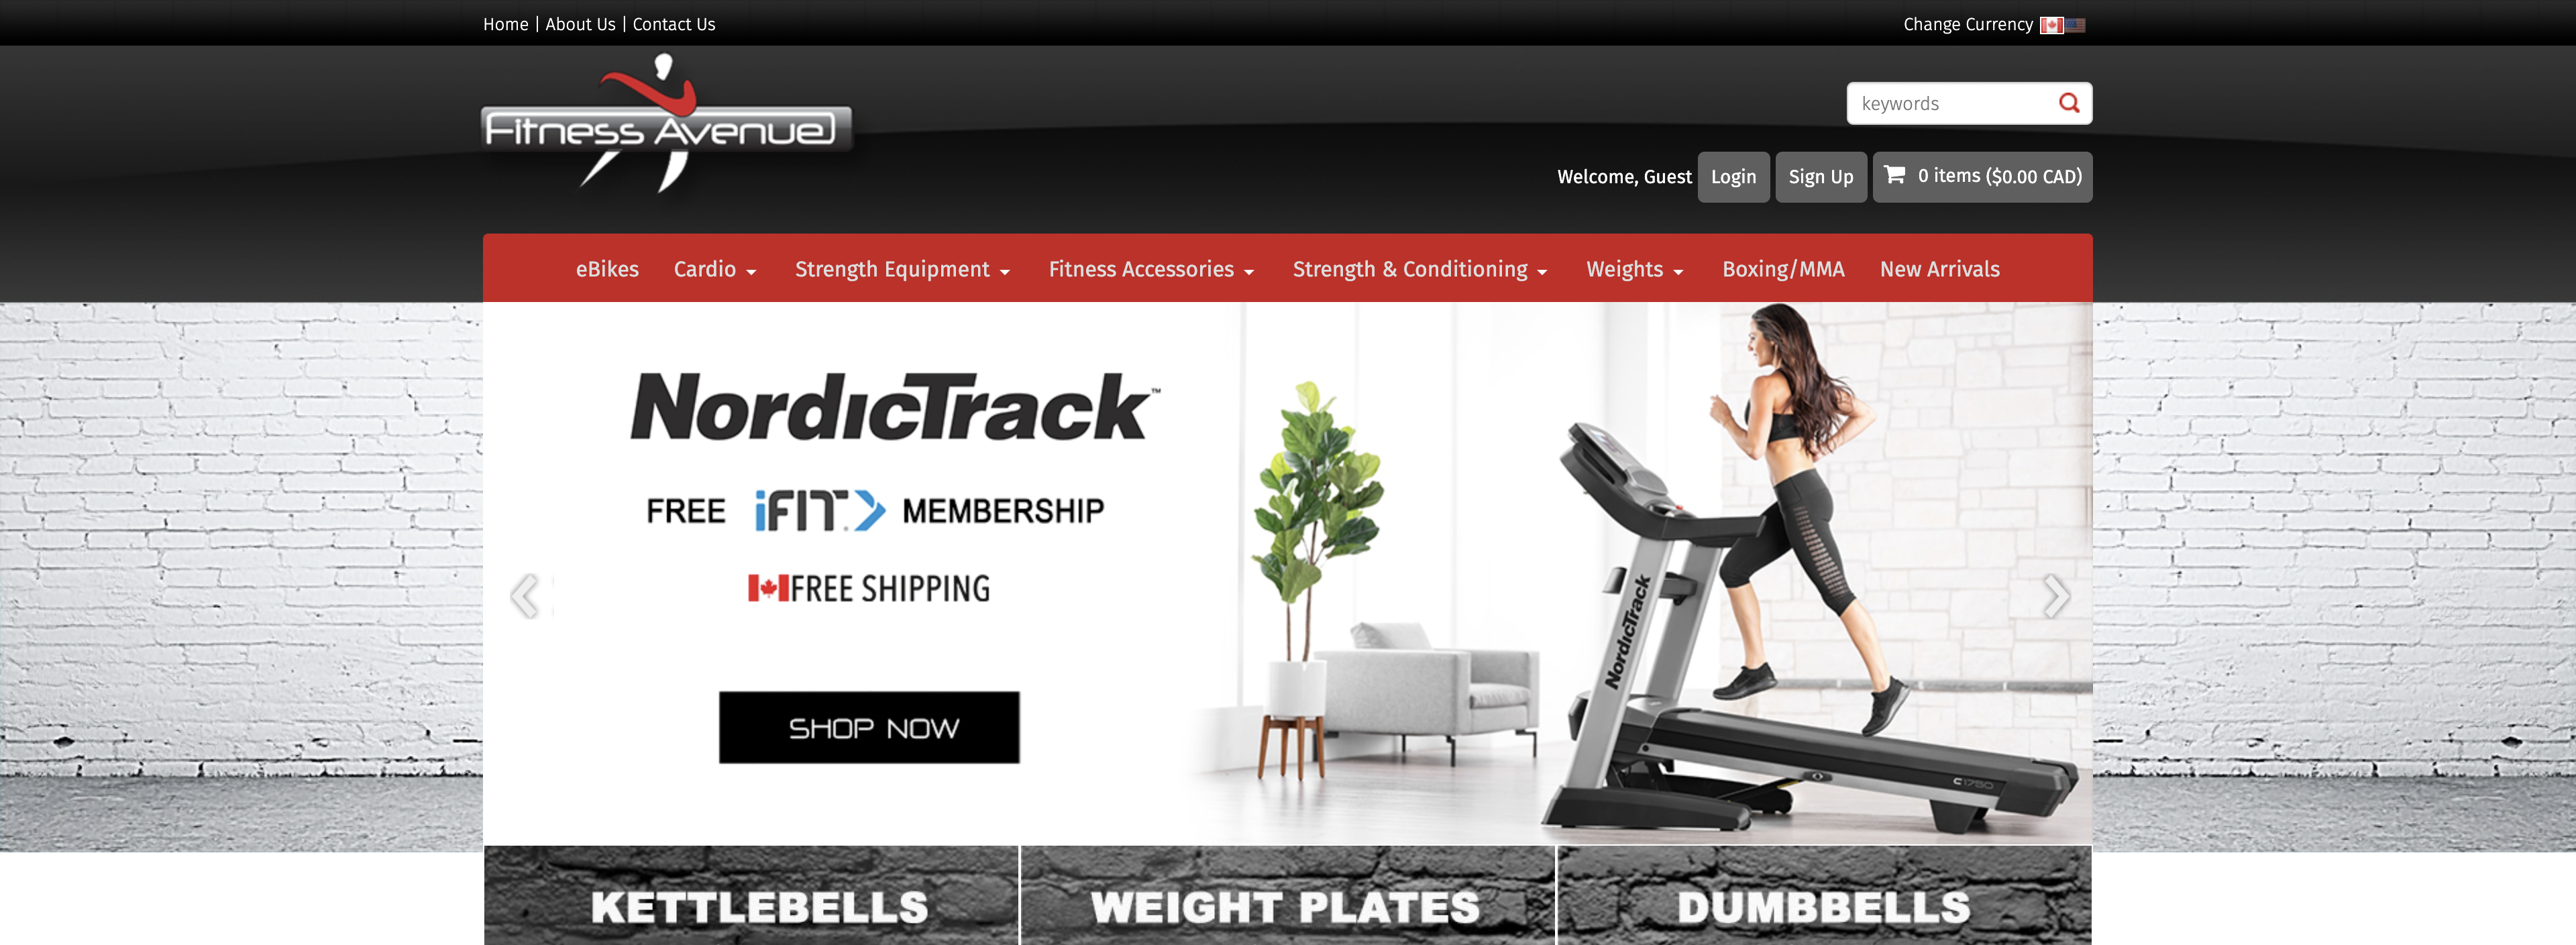 Home | About Us | Contact Us
Change Currency
Fitness Avenue
keywords
Welcome, Guest
Login
Sign Up
0 items ($0.00 CAD)
eBikes
Cardio
Strength Equipment
Fitness Accessories
Strength & Conditioning
Weights
Boxing/MMA
New Arrivals
NordicTrack™
FREE iFIT® MEMBERSHIP
FREE SHIPPING
SHOP NOW
NordicTrack
C1750
KETTLEBELLS
WEIGHT PLATES
DUMBBELLS